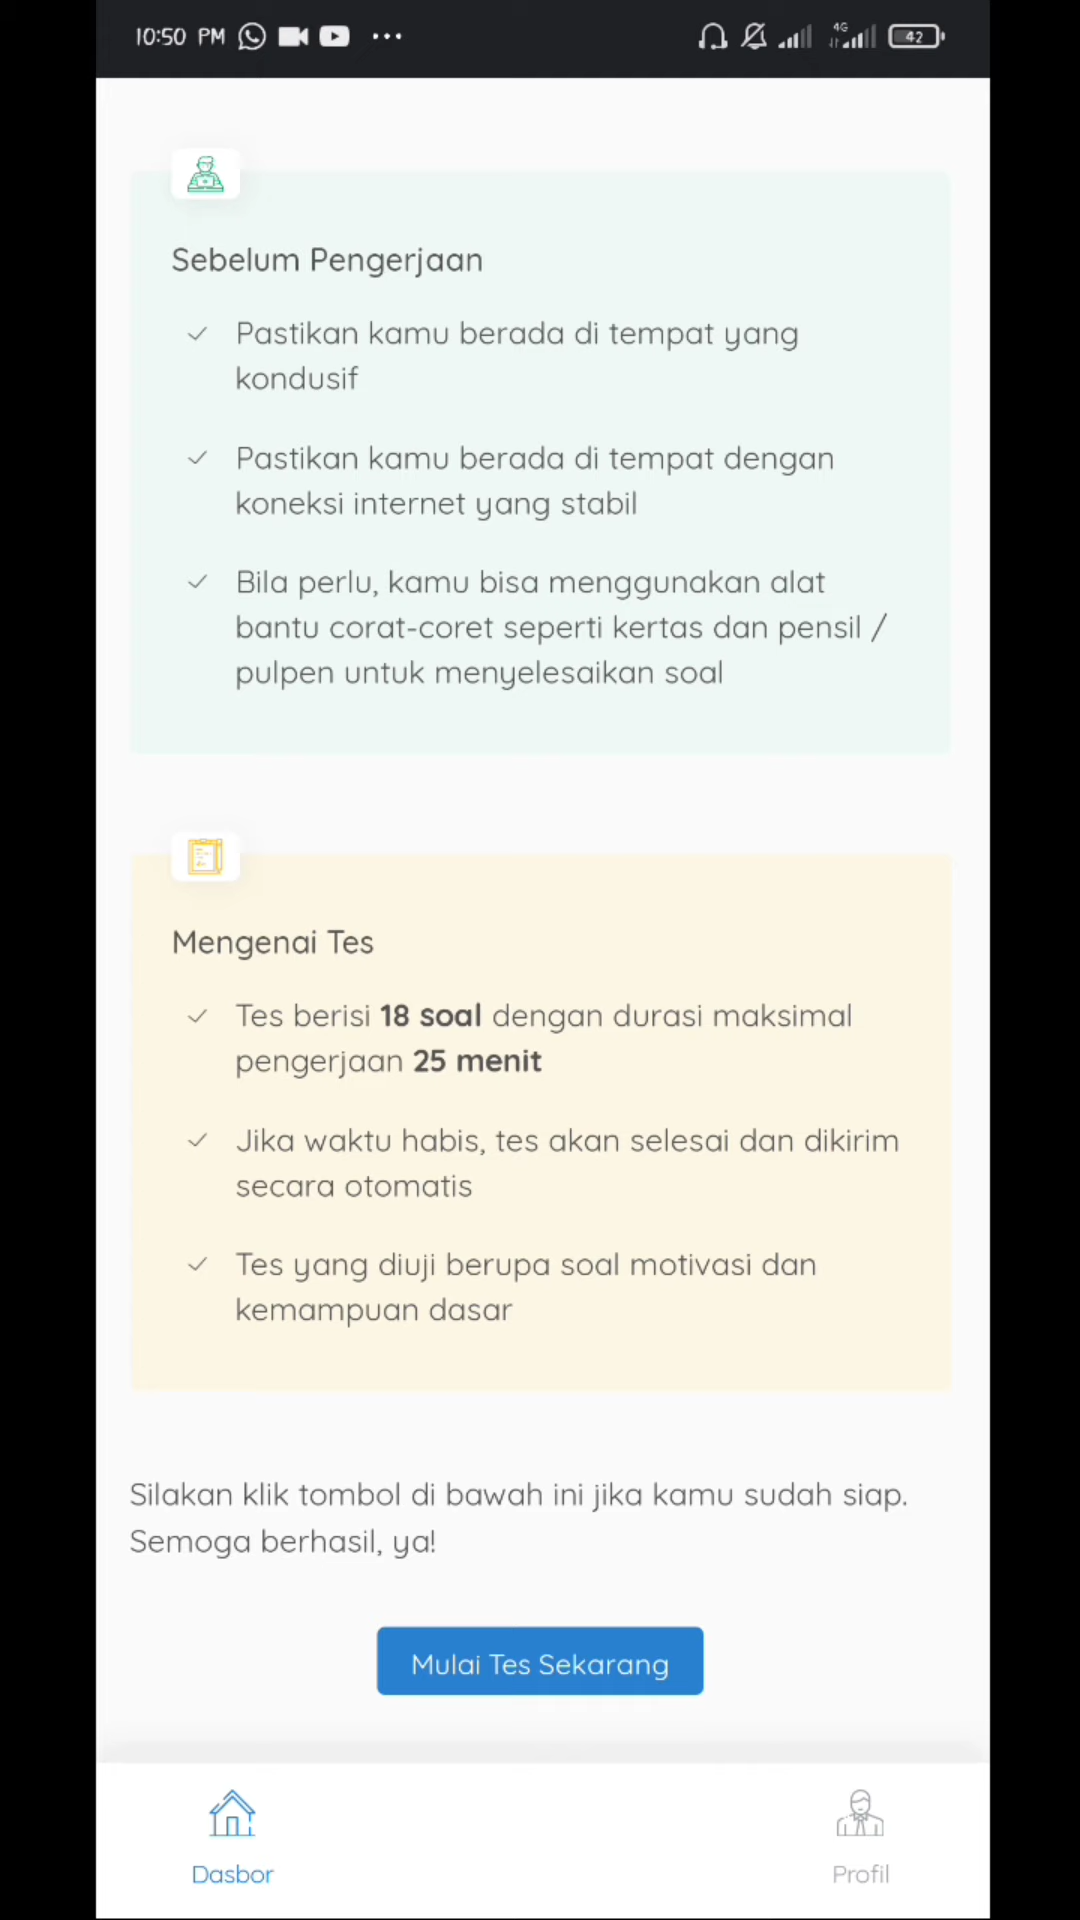 10:50 PM
4G
42
Sebelum Pengerjaan
Pastikan kamu berada di tempat yang
kondusif
Pastikan kamu berada di tempat dengan
koneksi internet yang stabil
Bila perlu, kamu bisa menggunakan alat
bantu corat-coret seperti kertas dan pensil /
pulpen untuk menyelesaikan soal
Mengenai Tes
Tes berisi 18 soal dengan durasi maksimal
pengerjaan 25 menit
Jika waktu habis, tes akan selesai dan dikirim
secara otomatis
Tes yang diuji berupa soal motivasi dan
kemampuan dasar
Silakan klik tombol di bawah ini jika kamu sudah siap.
Semoga berhasil, ya!
Mulai Tes Sekarang
Dasbor
Profil